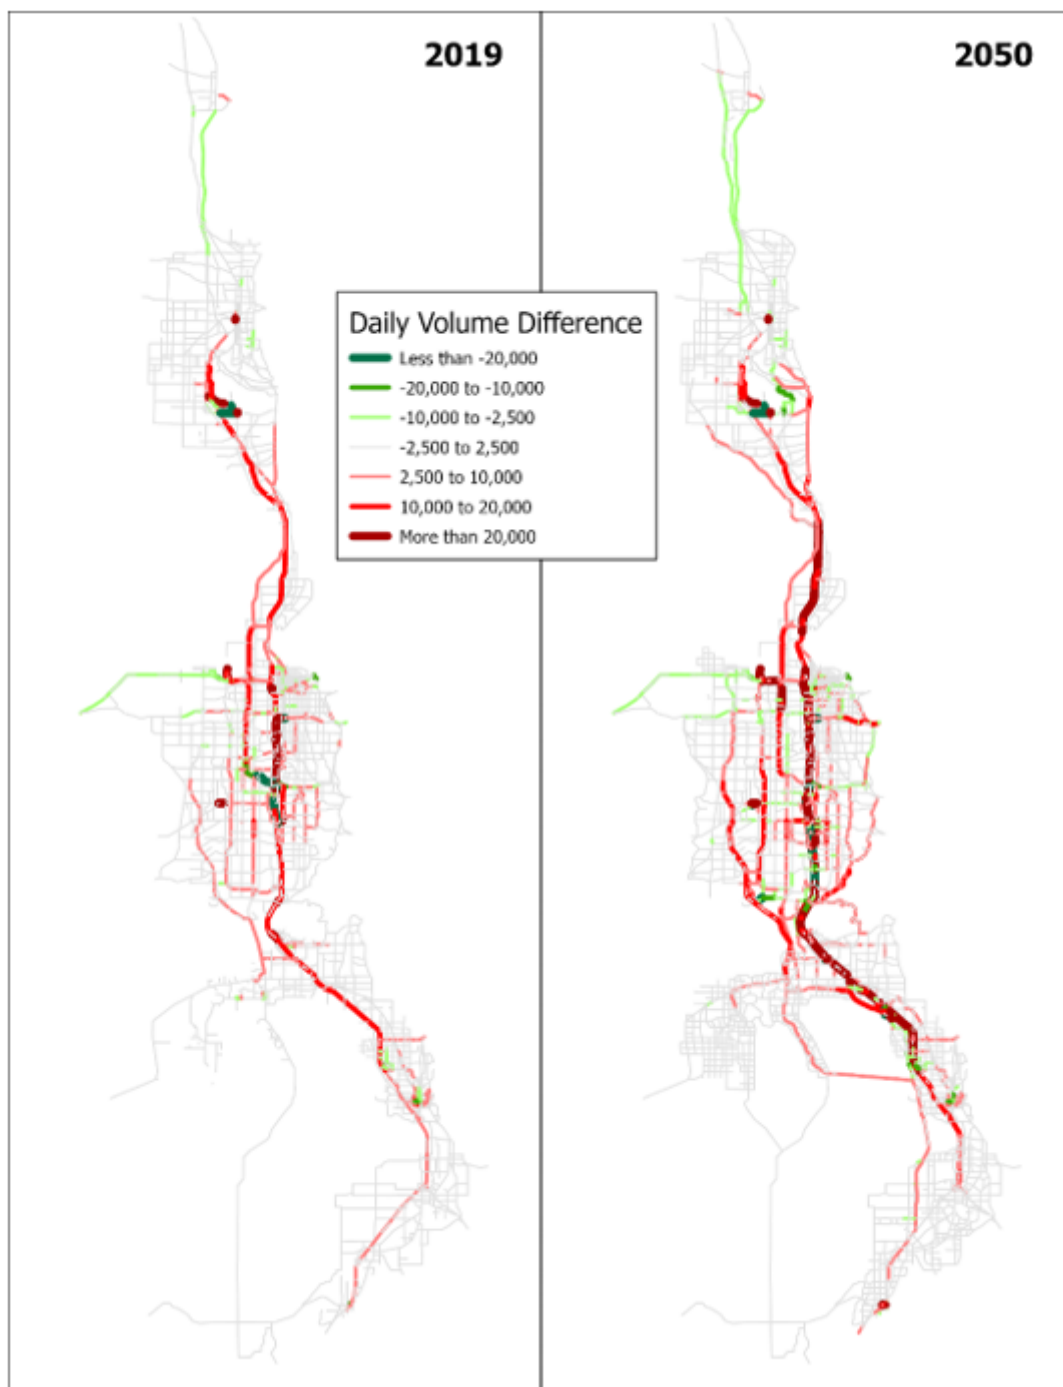 2019
2050
Daily Volume Difference
Less than -20,000
-20,000 to -10,000
-10,000 to -2,500
-2,500 to 2,500
2,500 to 10,000
10,000 to 20,000
More than 20,000